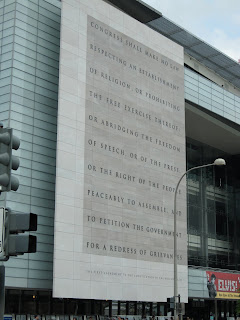 CONGRESS SHALL MAKE NO LAW
RESPECTING AN ESTABLISHMENT
OF RELIGION, OR PROHIBITING
THE FREE EXERCISE THEREOF;
OR ABRIDGING THE FREEDOM
OF SPEECH, OR OF THE PRESS;
OR THE RIGHT OF THE PEOPLE
PEACEABLY TO ASSEMBLE, AND
TO PETITION THE GOVERNMENT
FOR A REDRESS OF GRIEVANCES.
ELVIS!